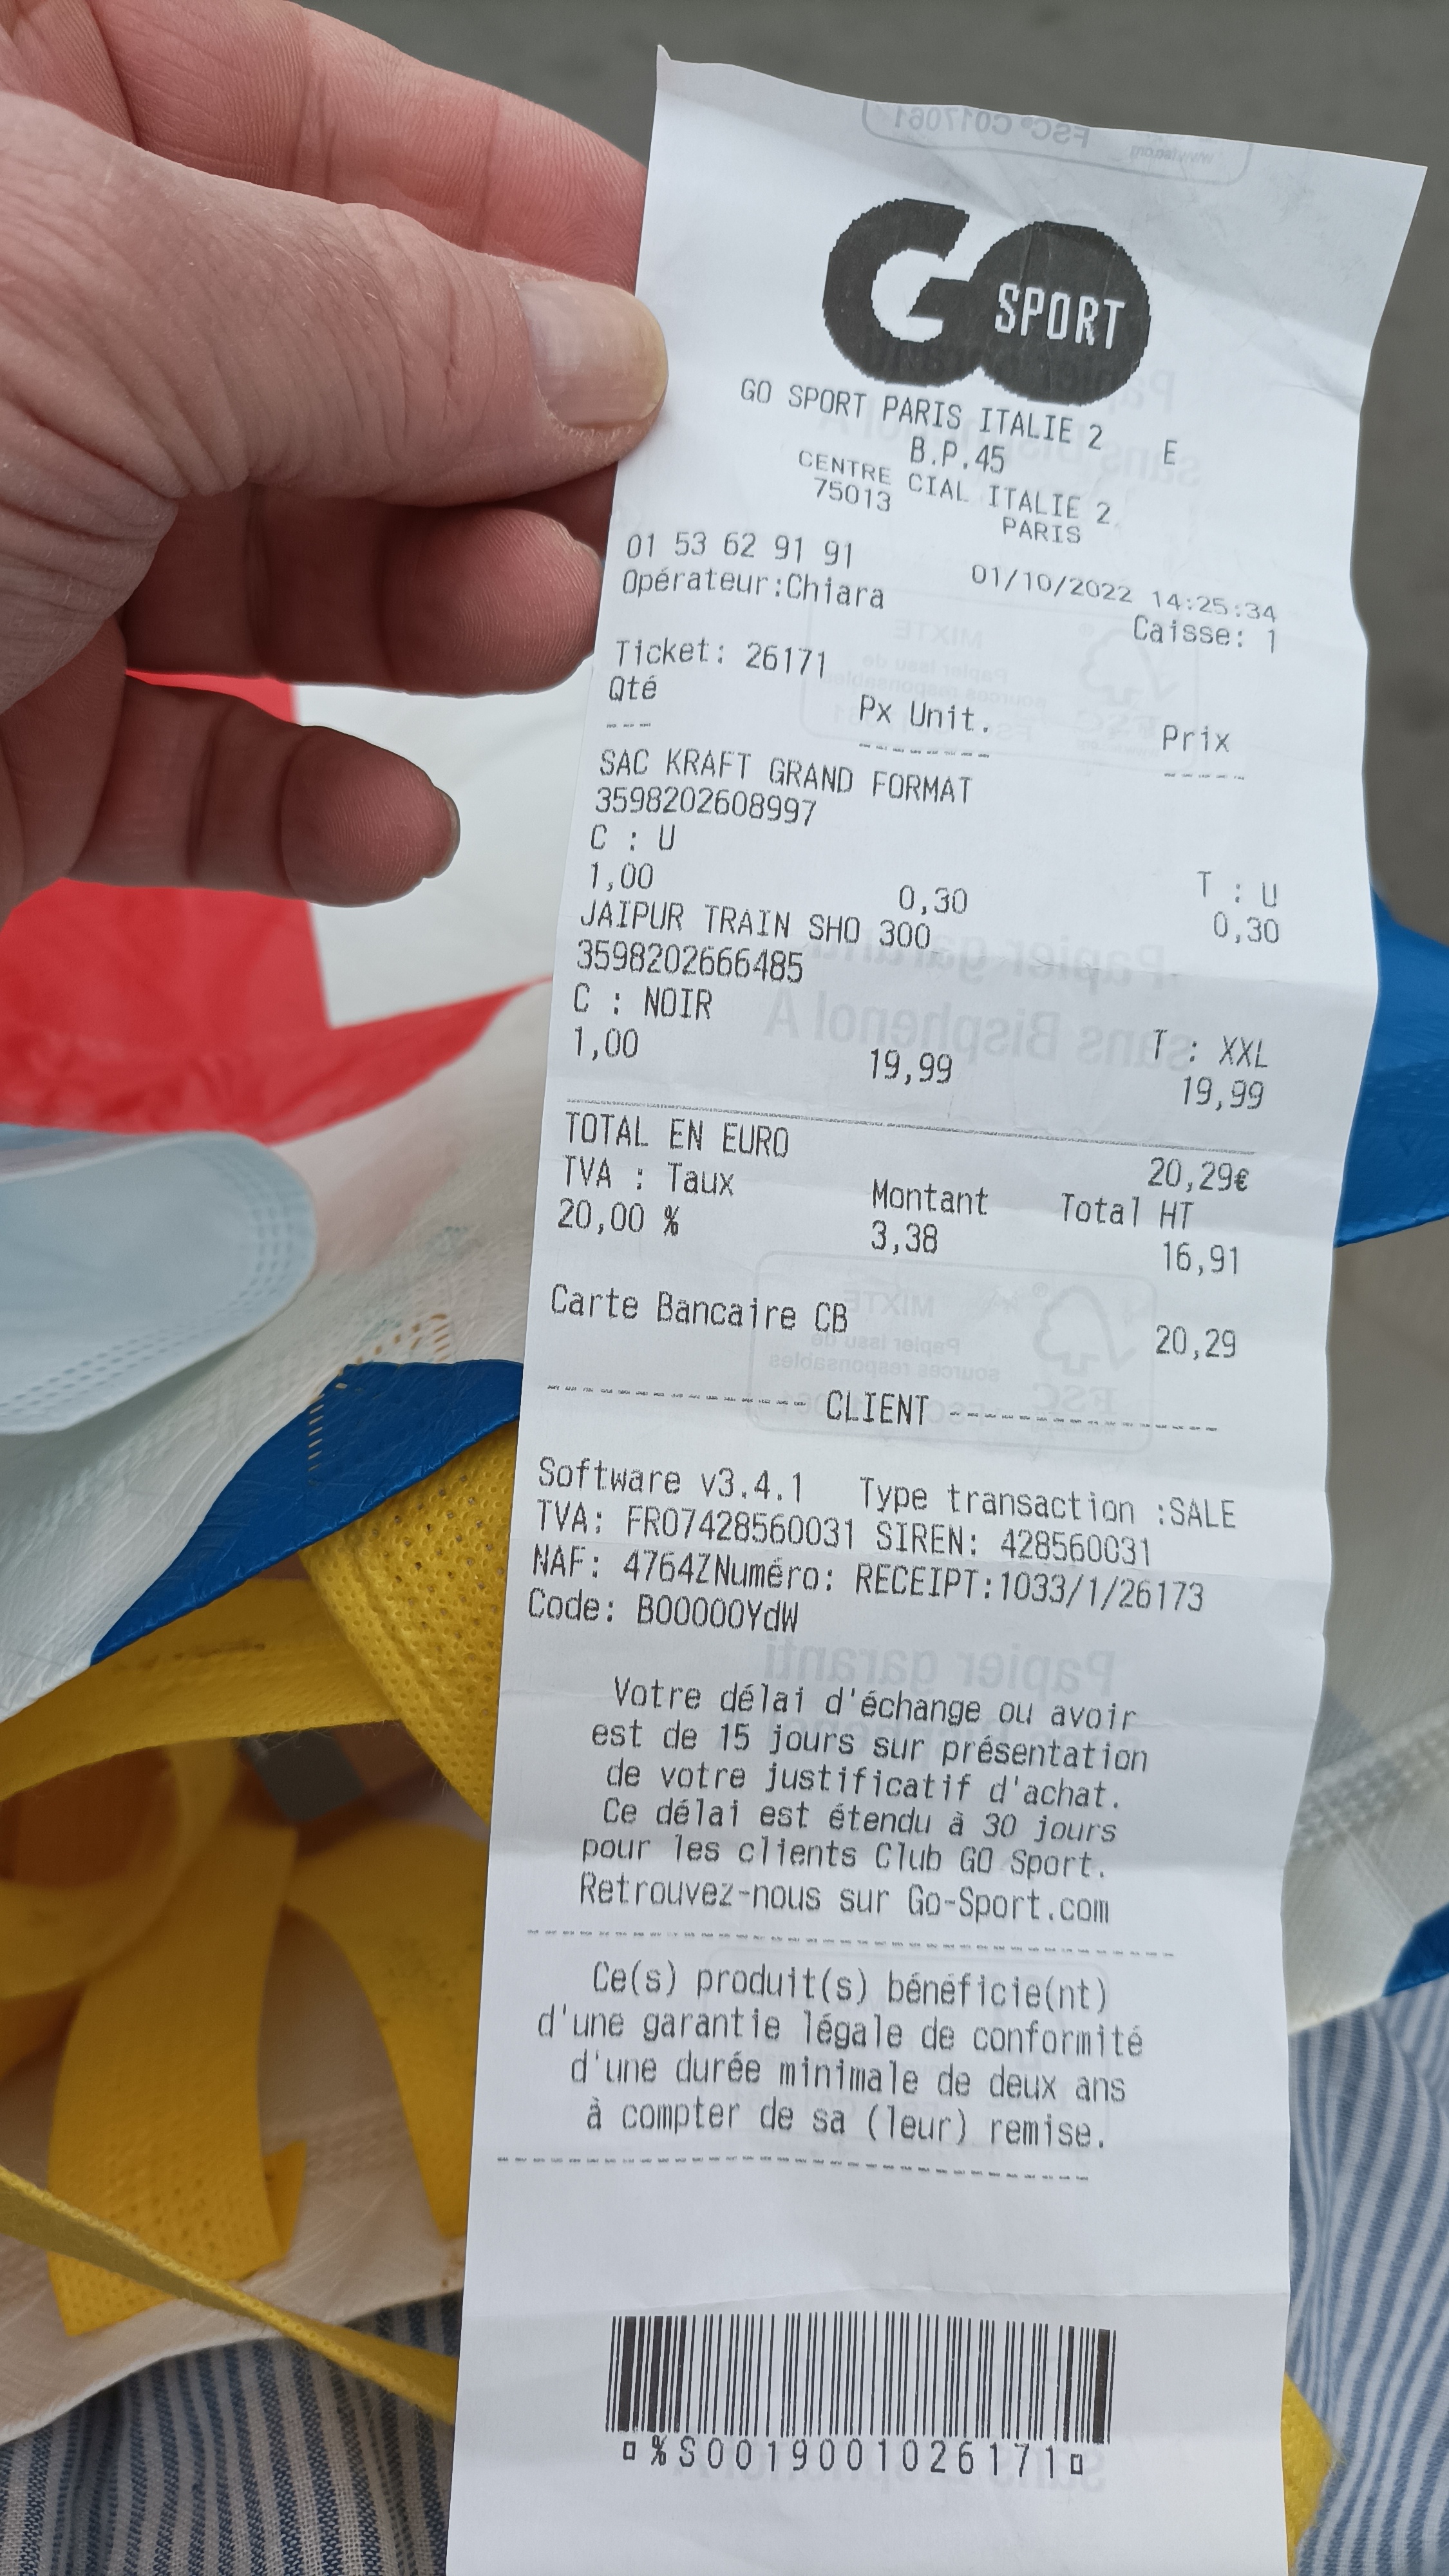 FSC® C017061
www.fsc.org
GO SPORT
GO SPORT PARIS ITALIE 2 E
B.P.45
CENTRE CIAL ITALIE 2
75013 PARIS
01 53 62 91 91 01/10/2022 14:25:34
Opérateur:Chiara Caisse: 1
Ticket: 26171
Qté Px Unit. Prix
--- -------- -----
SAC KRAFT GRAND FORMAT
3598202608997
C : U T : U
1,00 0,30 0,30
JAIPUR TRAIN SHO 300
3598202666485
C : NOIR T : XXL
1,00 19,99 19,99
TOTAL EN EURO 20,29€
TVA : Taux Montant Total HT
20,00 % 3,38 16,91
Carte Bancaire CB 20,29
------------ CLIENT ------------
Software v3.4.1 Type transaction :SALE
TVA: FR07428560031 SIREN: 428560031
NAF: 4764ZNuméro: RECEIPT:1033/1/26173
Code: B00000YdW
Votre délai d'échange ou avoir
est de 15 jours sur présentation
de votre justificatif d'achat.
Ce délai est étendu à 30 jours
pour les clients Club GO Sport.
Retrouvez-nous sur Go-Sport.com
Ce(s) produit(s) bénéficie(nt)
d'une garantie légale de conformité
d'une durée minimale de deux ans
à compter de sa (leur) remise.
¤%S0019001026171¤